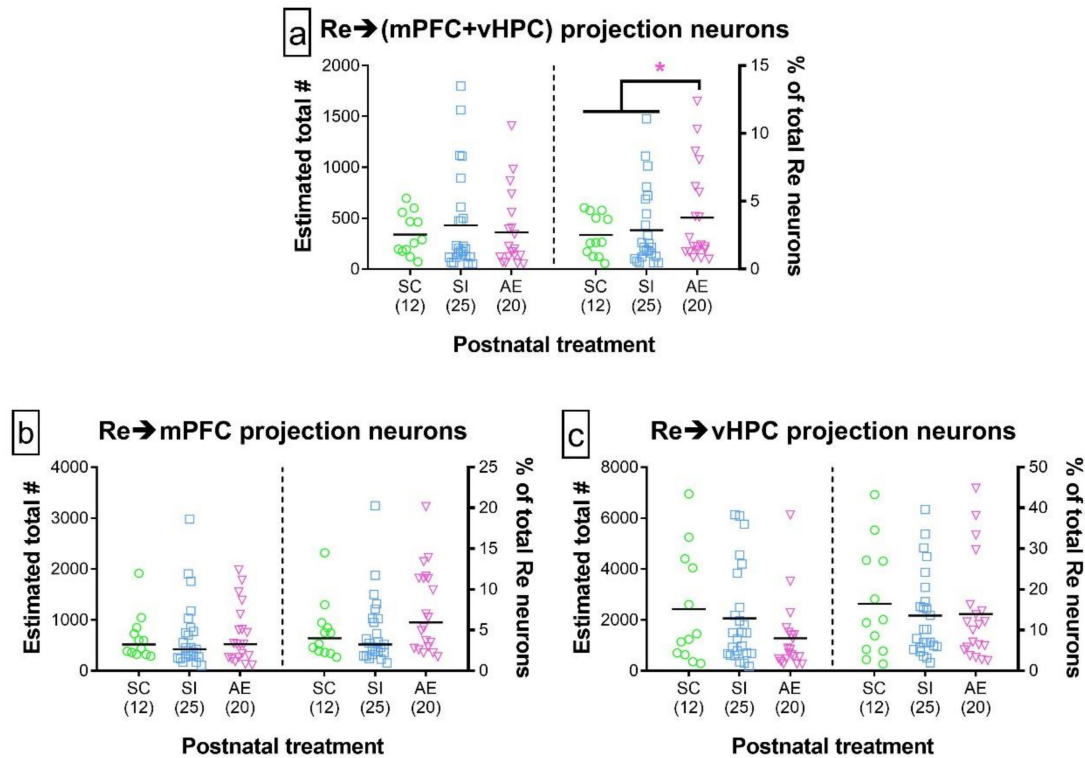 a
Re➔(mPFC+vHPC) projection neurons
Estimated total #
2000
1500
1000
500
0
*
15
10
5
0
% of total Re neurons
SC SI AE SC SI AE
(12) (25) (20) (12) (25) (20)
Postnatal treatment
b
Re➔mPFC projection neurons
Estimated total #
4000
3000
2000
1000
0
25
20
15
10
5
0
% of total Re neurons
SC SI AE SC SI AE
(12) (25) (20) (12) (25) (20)
Postnatal treatment
c
Re➔vHPC projection neurons
Estimated total #
8000
6000
4000
2000
0
50
40
30
20
10
0
% of total Re neurons
SC SI AE SC SI AE
(12) (25) (20) (12) (25) (20)
Postnatal treatment